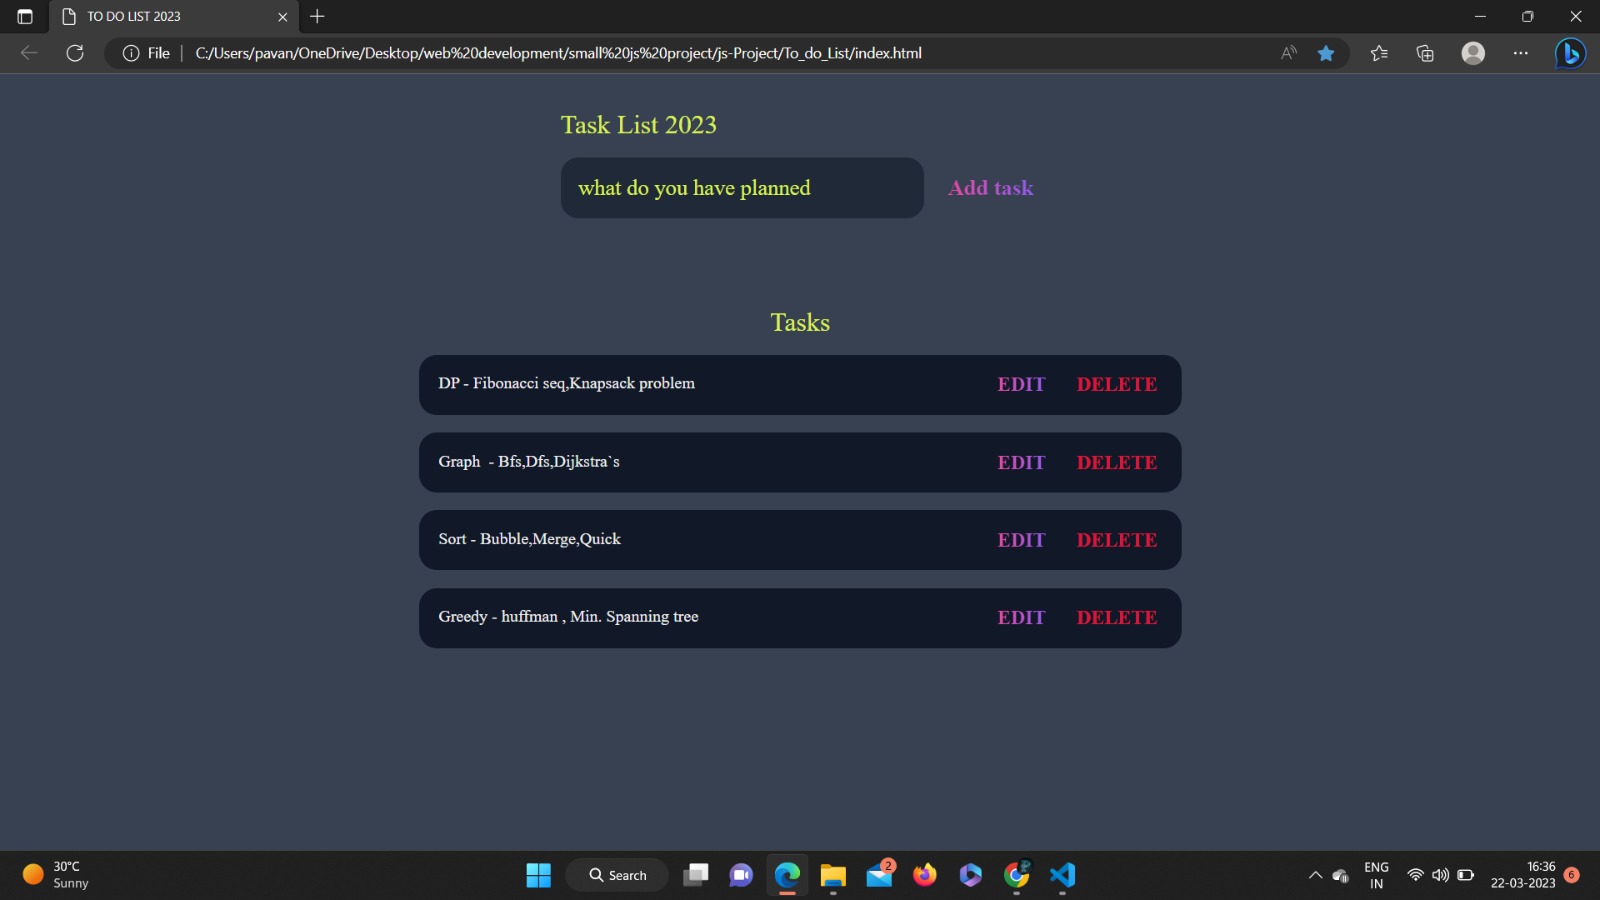 TO DO LIST 2023
File
C:/Users/pavan/OneDrive/Desktop/web%20development/small%20js%20project/js-Project/To_do_List/index.html
Task List 2023
what do you have planned
Add task
Tasks
DP - Fibonacci seq,Knapsack problem EDIT DELETE
Graph  - Bfs,Dfs,Dijkstra`s EDIT DELETE
Sort - Bubble,Merge,Quick EDIT DELETE
Greedy - huffman , Min. Spanning tree EDIT DELETE
30°C
Sunny
Search
2
ENG
IN
16:36
22-03-2023
6